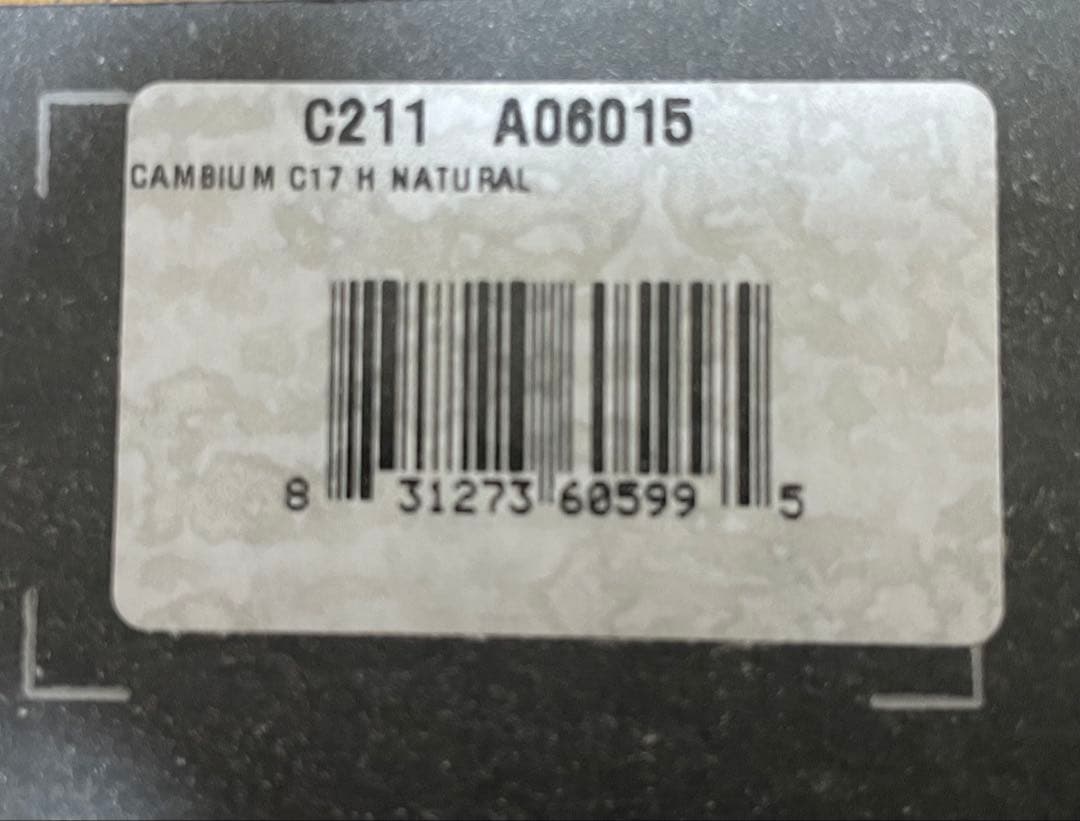 C211 A06015
CAMBIUM C17 H NATURAL
8 31273 60599 5